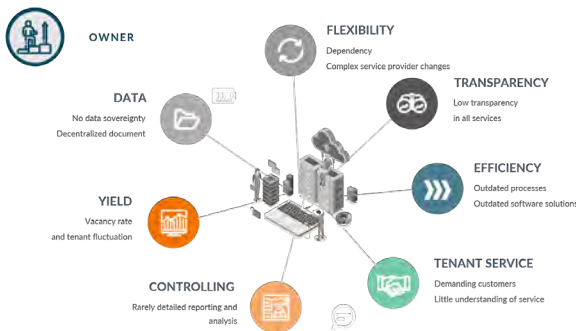 OWNER
FLEXIBILITY
Dependency
Complex service provider changes
TRANSPARENCY
Low transparency
in all services
DATA
No data sovereignty
Decentralized document
EFFICIENCY
Outdated processes
Outdated software solutions
YIELD
Vacancy rate
and tenant fluctuation
TENANT SERVICE
Demanding customers
Little understanding of service
CONTROLLING
Rarely detailed reporting and
analysis